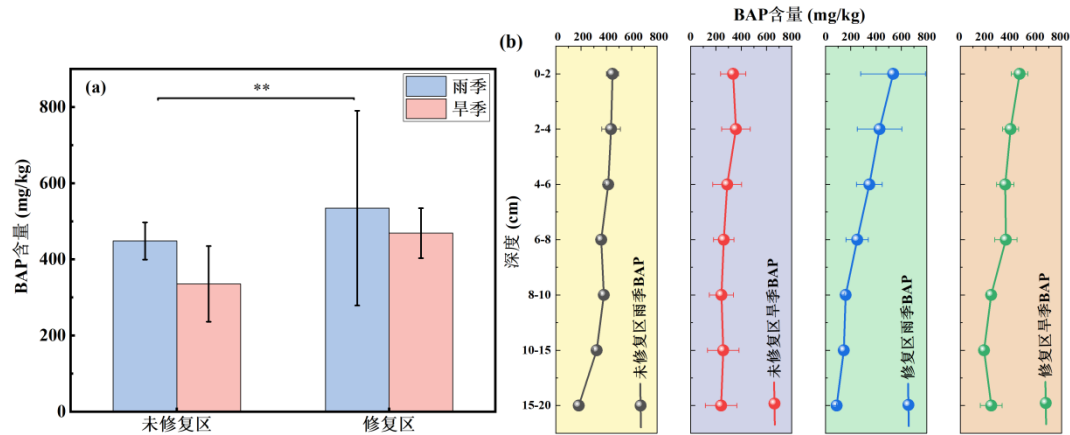 (a)
**
雨季
旱季
BAP含量 (mg/kg)
800
600
400
200
0
未修复区
修复区
BAP含量 (mg/kg)
(b)
0 200 400 600 800
0 200 400 600 800
0 200 400 600 800
0 200 400 600 800
深度 (cm)
0-2
2-4
4-6
6-8
8-10
10-15
15-20
未修复区雨季BAP
未修复区旱季BAP
修复区雨季BAP
修复区旱季BAP